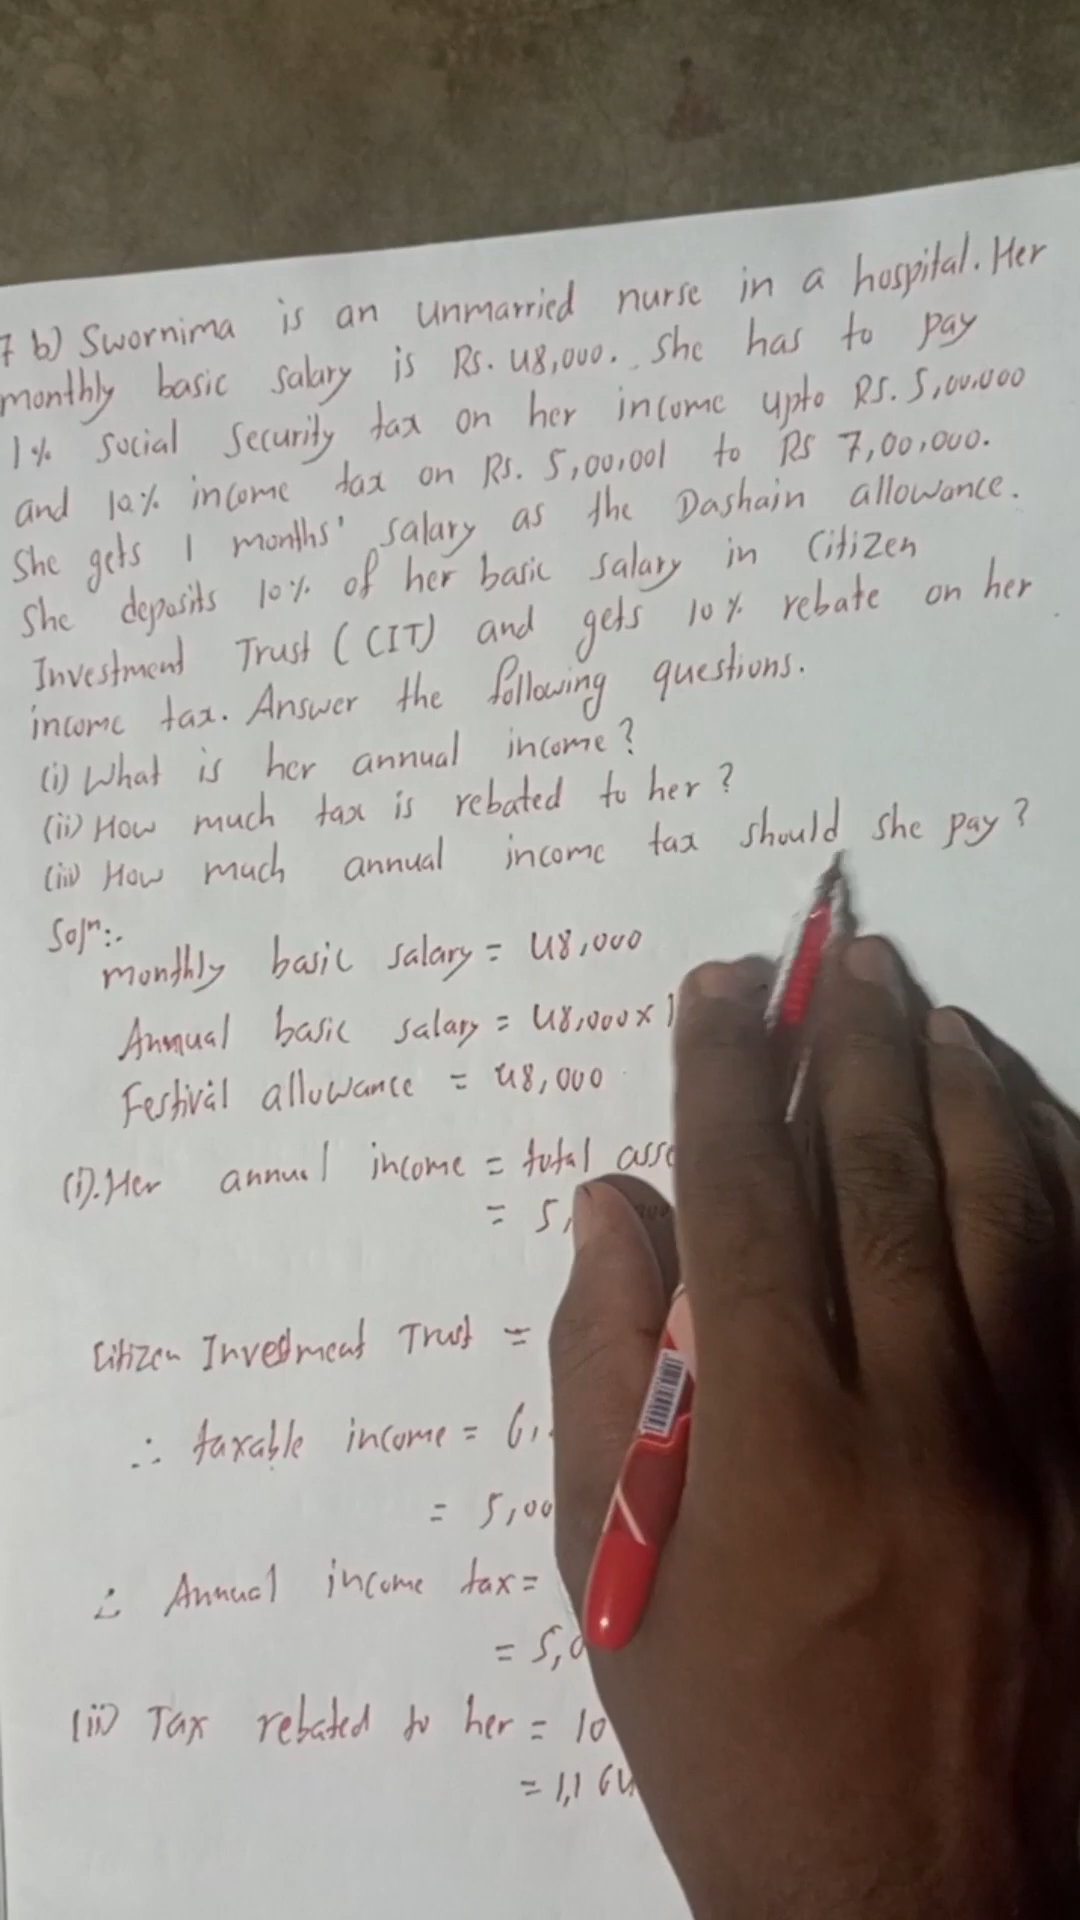 7 b) Swornima is an unmarried nurse in a hospital. Her
monthly basic salary is Rs. 48,000. She has to pay
1% Social Security tax on her income upto Rs. 5,00,000
and 10% income tax on Rs. 5,00,001 to Rs 7,00,000.
She gets 1 months' salary as the Dashain allowance.
She deposits 10% of her basic salary in Citizen
Investment Trust (CIT) and gets 10% rebate on her
income tax. Answer the following questions.
(i) What is her annual income?
(ii) How much tax is rebated to her?
(iii) How much annual income tax should she pay?
Solⁿ:-
monthly basic salary = 48,000
Annual basic salary = 48,000 × 1
Festival allowance = 48,000
(i). Her annual income = total
= 5,
Citizen Investment Trust =
∴ taxable income = 6,
= 5,00
∴ Annual income tax =
= 5,0
(ii) Tax rebated to her = 10
= 1,164